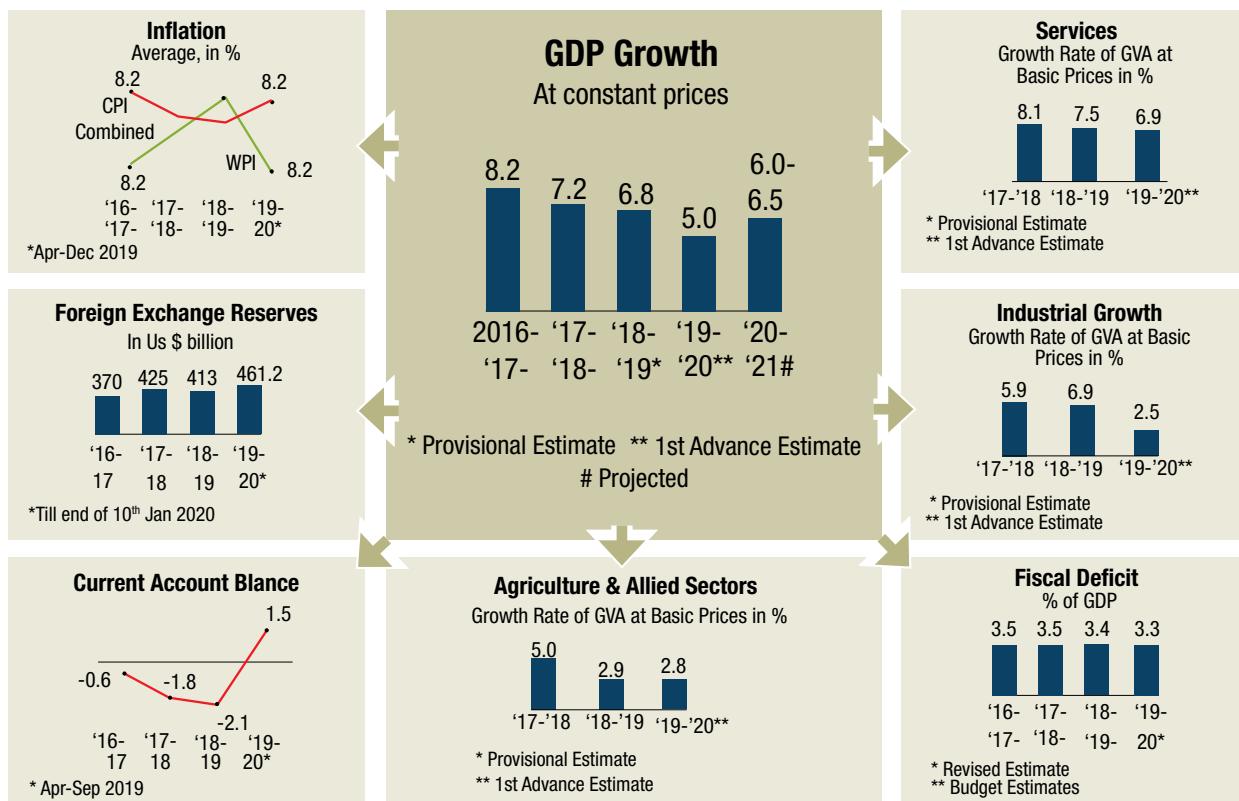 Inflation
Average, in %
8.2
8.2
CPI
Combined
WPI
8.2
8.2
‘16- ‘17- ‘18- ‘19-
‘17- ‘18- ‘19- 20*
*Apr-Dec 2019
GDP Growth
At constant prices
8.2 7.2 6.8 5.0 6.0-
6.5
2016- ‘17- ‘18- ‘19- ‘20-
‘17- ‘18- ‘19* ‘20** ‘21#
* Provisional Estimate ** 1st Advance Estimate
# Projected
Services
Growth Rate of GVA at
Basic Prices in %
8.1 7.5 6.9
‘17-’18 ‘18-’19 ‘19-’20**
* Provisional Estimate
** 1st Advance Estimate
Foreign Exchange Reserves
In Us $ billion
370 425 413 461.2
‘16- ‘17- ‘18- ‘19-
17 18 19 20*
*Till end of 10th Jan 2020
Industrial Growth
Growth Rate of GVA at Basic
Prices in %
5.9 6.9 2.5
‘17-’18 ‘18-’19 ‘19-’20**
* Provisional Estimate
** 1st Advance Estimate
Current Account Blance
1.5
-0.6
-1.8
-2.1
‘16- ‘17- ‘18- ‘19-
17 18 19 20*
* Apr-Sep 2019
Agriculture & Allied Sectors
Growth Rate of GVA at Basic Prices in %
5.0 2.9 2.8
‘17-’18 ‘18-’19 ‘19-’20**
* Provisional Estimate
** 1st Advance Estimate
Fiscal Deficit
% of GDP
3.5 3.5 3.4 3.3
‘16- ‘17- ‘18- ‘19-
‘17- ‘18- ‘19- 20*
* Revised Estimate
** Budget Estimates